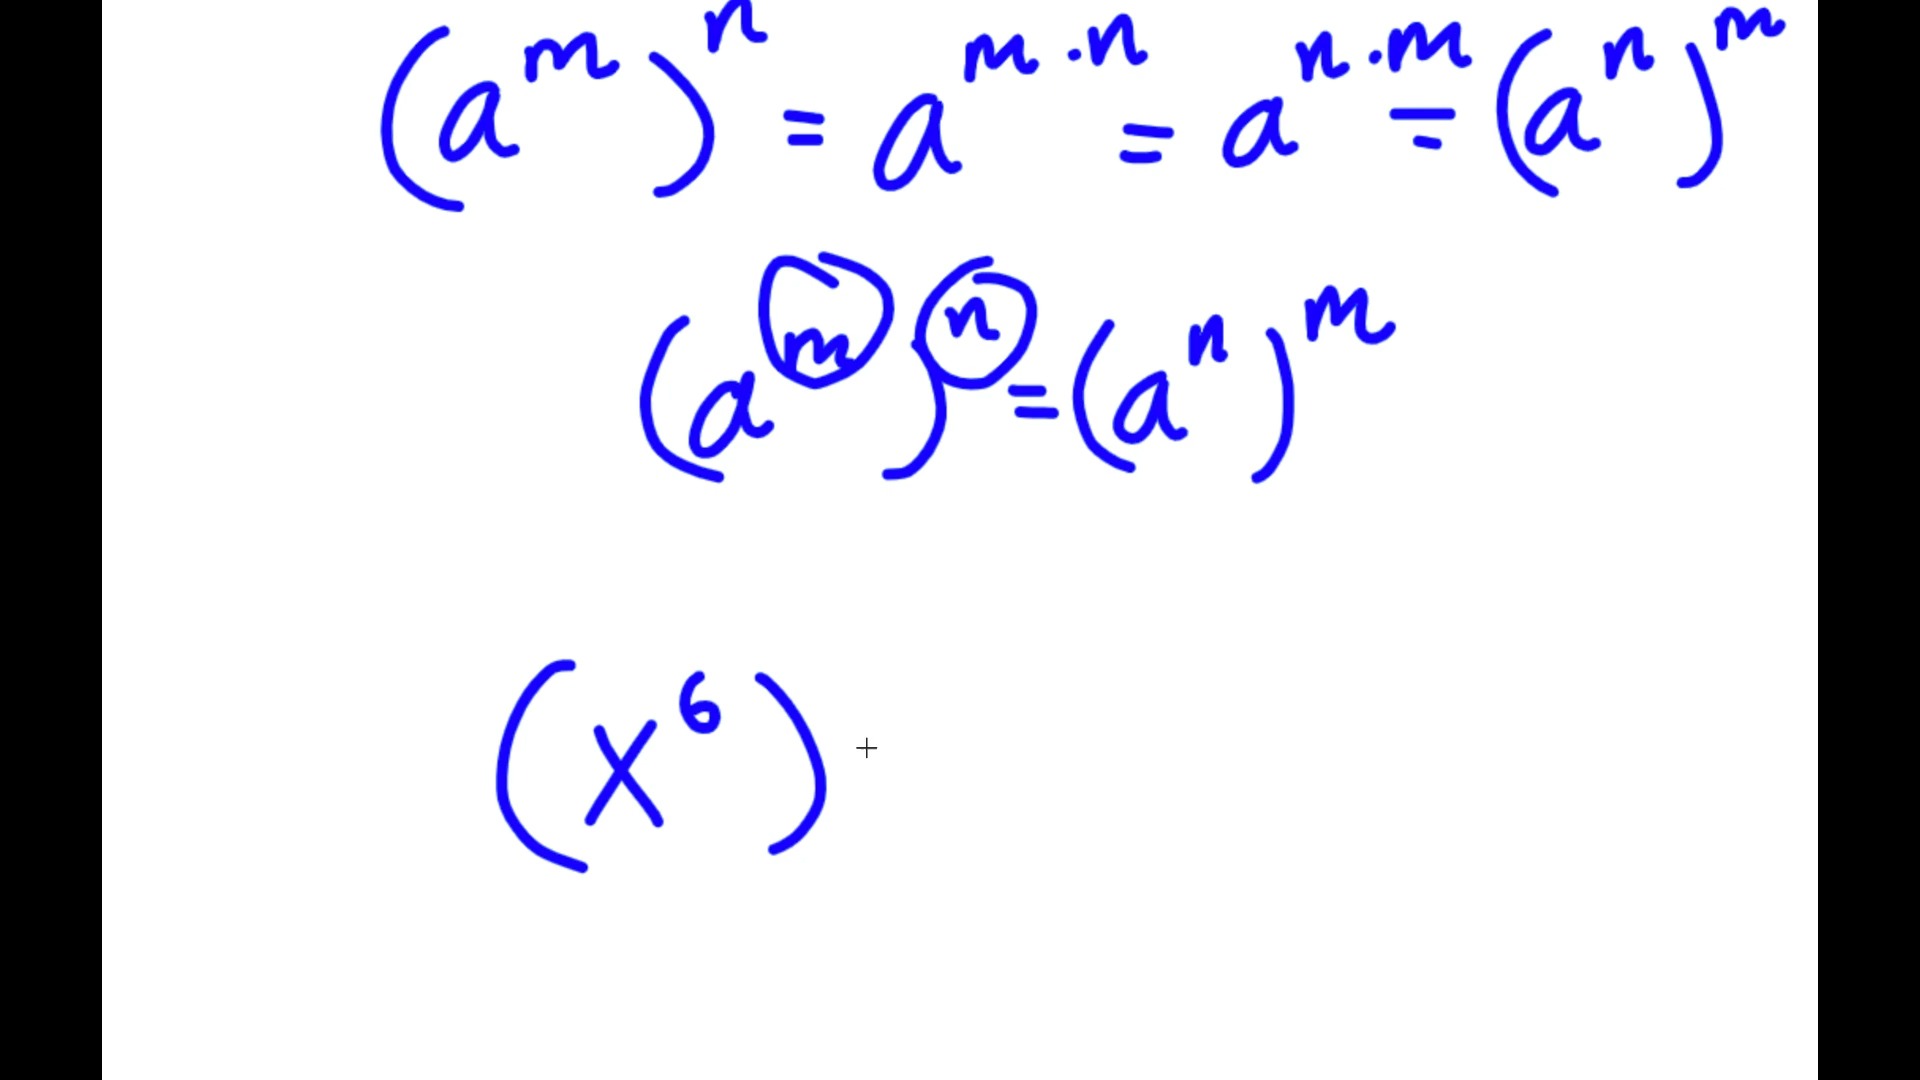 (a^m)^n = a^{m·n} = a^{n·m} = (a^n)^m
(a^m)^n = (a^n)^m
(x^6)